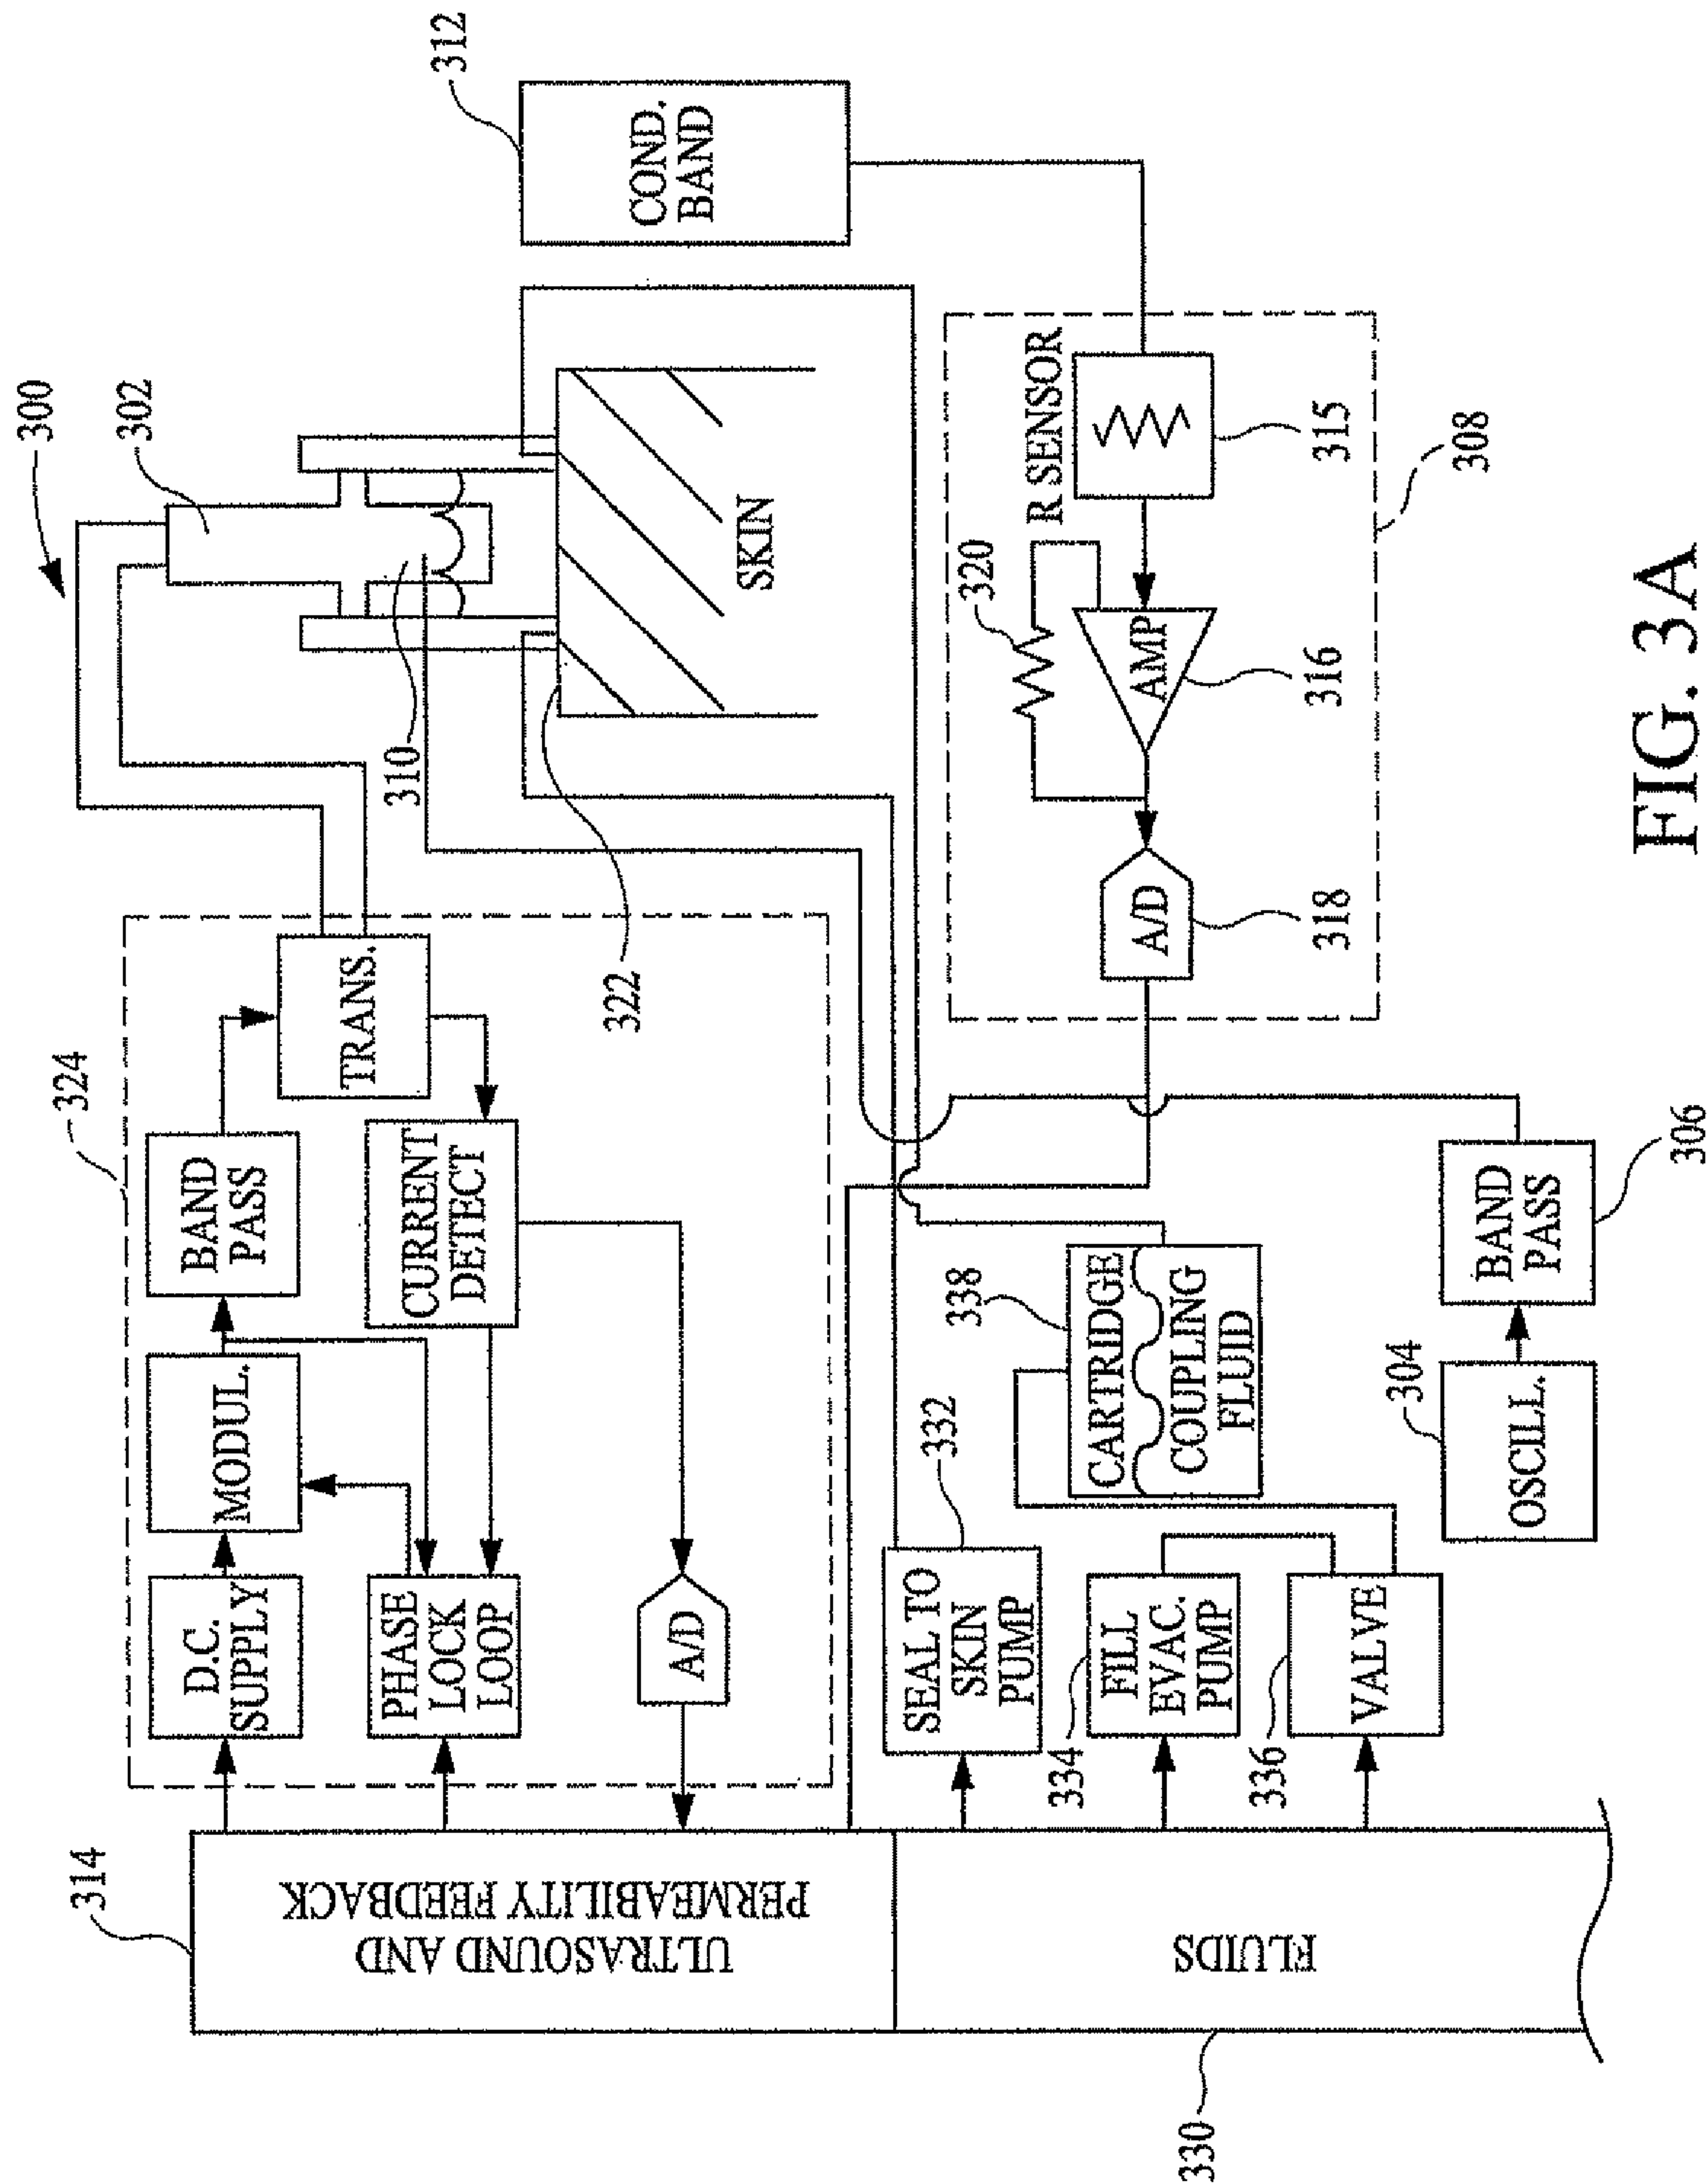 300
302
312
324
BAND
PASS
TRANS.
MODUL.
D.C.
SUPPLY
CURRENT
DETECT
PHASE
LOCK
LOOP
A/D
310
322
SKIN
COND.
BAND
314
ULTRASOUND AND
PERMEABILITY FEEDBACK
FLUIDS
330
SEAL TO
SKIN
PUMP
332
334
FILL
EVAC.
PUMP
336
VALVE
338
CARTRIDGE
COUPLING
FLUID
304
OSCILL.
BAND
PASS
306
R SENSOR
320
AMP
315
316
A/D
318
308
FIG. 3A